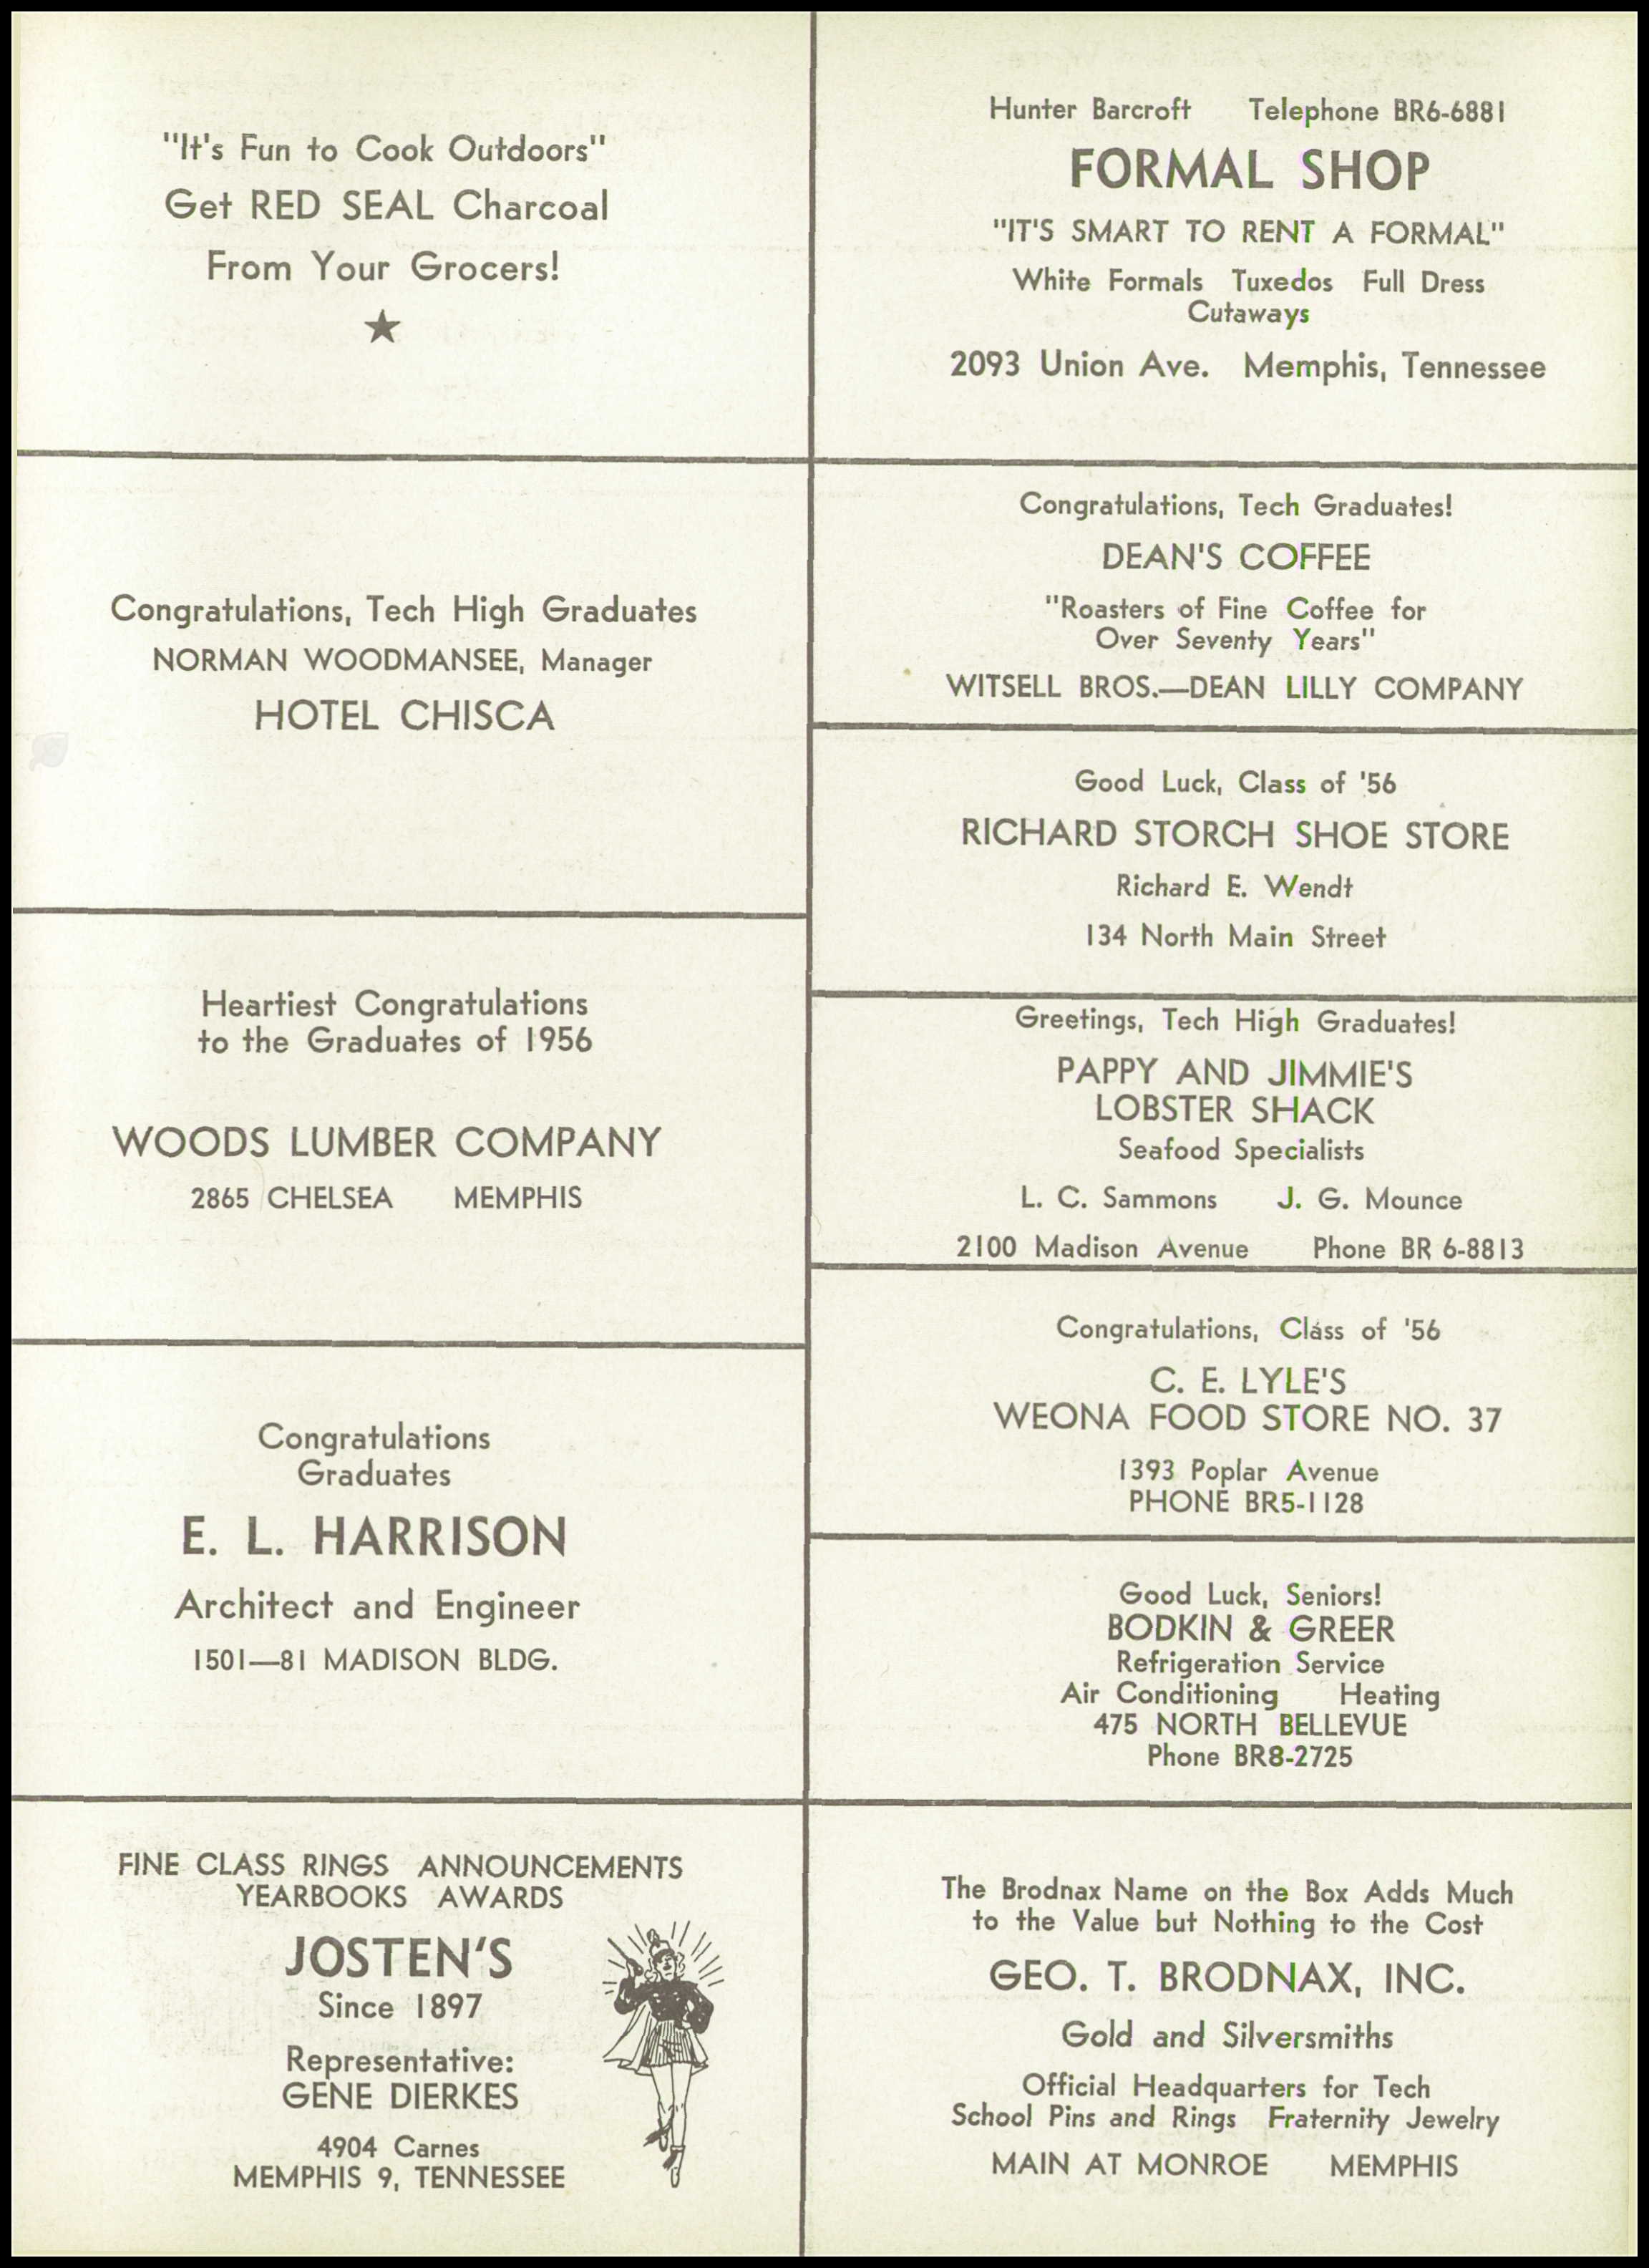 "It's Fun to Cook Outdoors"
Get RED SEAL Charcoal
From Your Grocers!
Congratulations, Tech High Graduates
NORMAN WOODMANSEE, Manager
HOTEL CHISCA
Heartiest Congratulations
to the Graduates of 1956
WOODS LUMBER COMPANY
2865 CHELSEA MEMPHIS
Congratulations
Graduates
E. L. HARRISON
Architect and Engineer
1501—81 MADISON BLDG.
FINE CLASS RINGS ANNOUNCEMENTS
YEARBOOKS AWARDS
JOSTEN'S
Since 1897
Representative:
GENE DIERKES
4904 Carnes
MEMPHIS 9, TENNESSEE
Hunter Barcroft Telephone BR6-6881
FORMAL SHOP
"IT'S SMART TO RENT A FORMAL"
White Formals Tuxedos Full Dress
Cutaways
2093 Union Ave. Memphis, Tennessee
Congratulations, Tech Graduates!
DEAN'S COFFEE
"Roasters of Fine Coffee for
Over Seventy Years"
WITSELL BROS.—DEAN LILLY COMPANY
Good Luck, Class of '56
RICHARD STORCH SHOE STORE
Richard E. Wendt
134 North Main Street
Greetings, Tech High Graduates!
PAPPY AND JIMMIE'S
LOBSTER SHACK
Seafood Specialists
L. C. Sammons J. G. Mounce
2100 Madison Avenue Phone BR 6-8813
Congratulations, Class of '56
C. E. LYLE'S
WEONA FOOD STORE NO. 37
1393 Poplar Avenue
PHONE BR5-1128
Good Luck, Seniors!
BODKIN & GREER
Refrigeration Service
Air Conditioning Heating
475 NORTH BELLEVUE
Phone BR8-2725
The Brodnax Name on the Box Adds Much
to the Value but Nothing to the Cost
GEO. T. BRODNAX, INC.
Gold and Silversmiths
Official Headquarters for Tech
School Pins and Rings Fraternity Jewelry
MAIN AT MONROE MEMPHIS